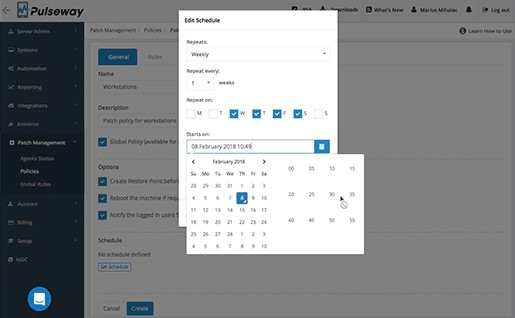 Pulseway
Downloads
What's New
Marius Mihalec
Log out
Server Admin
Systems
Automation
Reporting
Integrations
Antivirus
Patch Management
Agents Status
Policies
Global Rules
Account
Billing
Setup
NOC
Patch Management / Policies /
Learn How to Use
General
Rules
Name
Workstations
Description
Patch policy for workstations
Global Policy (available for
Options
Create Restore Point before
Reboot the machine if requ
Notify the logged in users 5
Schedule
No schedule defined
Set Schedule
Cancel
Create
Edit Schedule
Repeats:
Weekly
Repeat every:
1 weeks
Repeat on:
M T W T F S S
Starts on:
08 February 2018 10:49
February 2018
Su Mo Tu We Th Fr Sa
28 29 30 31 1 2 3
4 5 6 7 8 9 10
11 12 13 14 15 16 17
18 19 20 21 22 23 24
25 26 27 28 1 2 3
4 5 6 7 8 9 10
00 05 10 15
20 25 30 35
40 45 50 55